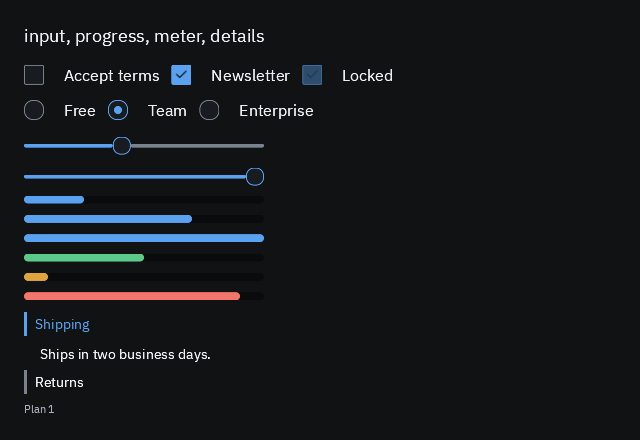 input, progress, meter, details
Accept terms Newsletter Locked
Free Team Enterprise
Shipping
Ships in two business days.
Returns
Plan 1